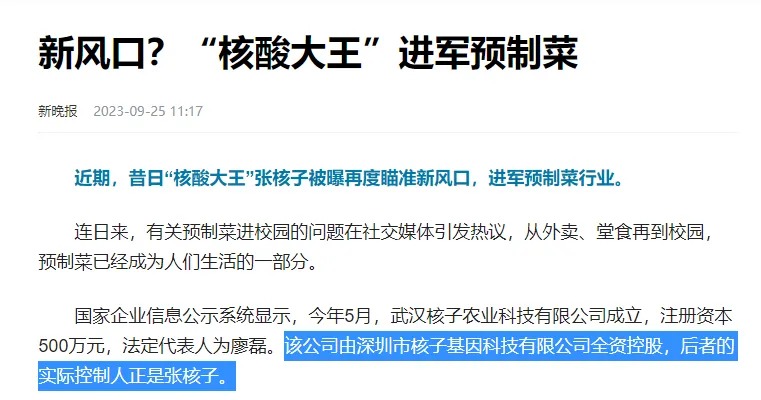 新风口？“核酸大王”进军预制菜
新晚报 2023-09-25 11:17
近期，昔日“核酸大王”张核子被曝再度瞄准新风口，进军预制菜行业。
连日来，有关预制菜进校园的问题在社交媒体引发热议，从外卖、堂食再到校园，
预制菜已经成为人们生活的一部分。
国家企业信息公示系统显示，今年5月，武汉核子农业科技有限公司成立，注册资本
500万元，法定代表人为廖磊。该公司由深圳市核子基因科技有限公司全资控股，后者的
实际控制人正是张核子。